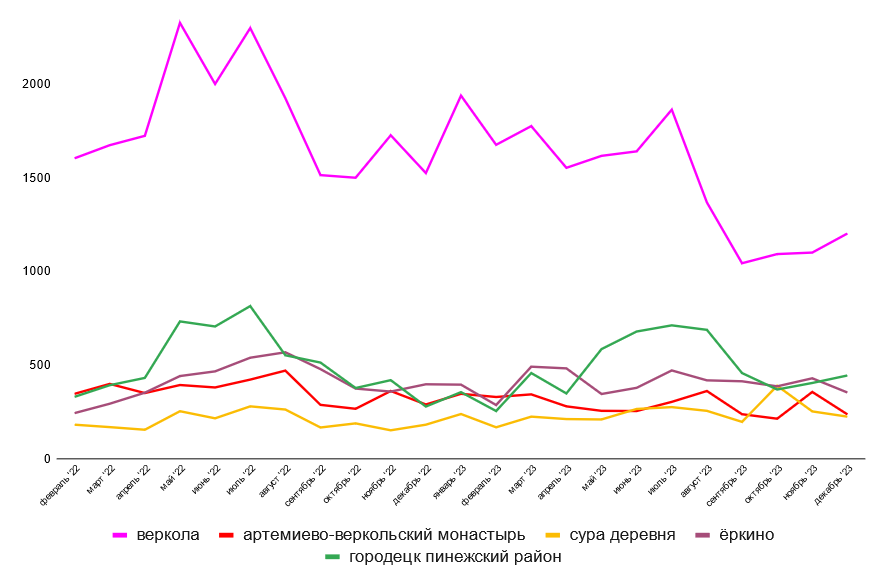 2000
1500
1000
500
0
февраль '22 март '22 апрель '22 май '22 июнь '22 июль '22 август '22 сентябрь '22 октябрь '22 ноябрь '22 декабрь '22 январь '23 февраль '23 март '23 апрель '23 май '23 июнь '23 июль '23 август '23 сентябрь '23 октябрь '23 ноябрь '23 декабрь '23
веркола артемиево-веркольский монастырь сура деревня ёркино
городецк пинежский район